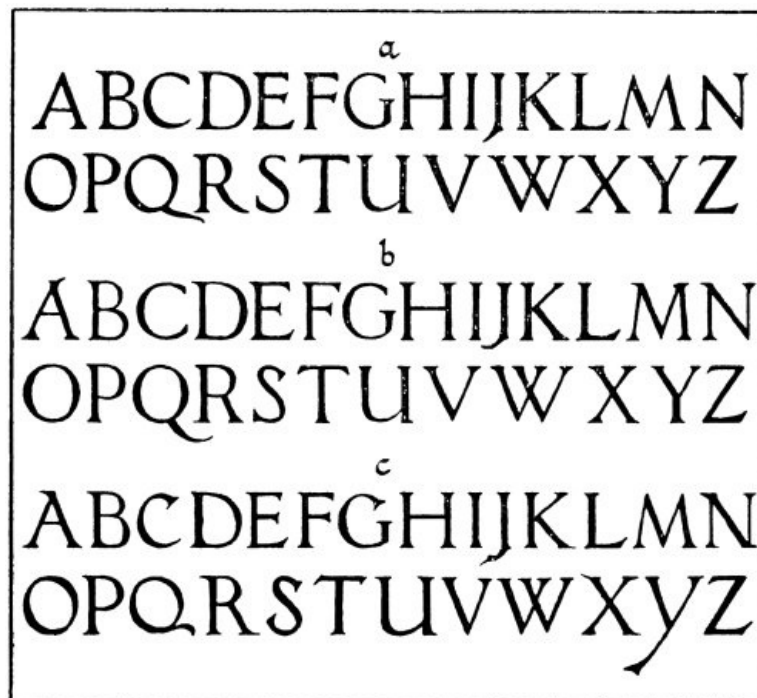 a
ABCDEFGHIJKLMN
OPQRSTUVWXYZ
b
ABCDEFGHIJKLMN
OPQRSTUVWXYZ
c
ABCDEFGHIJKLMN
OPQRSTUVWXyZ